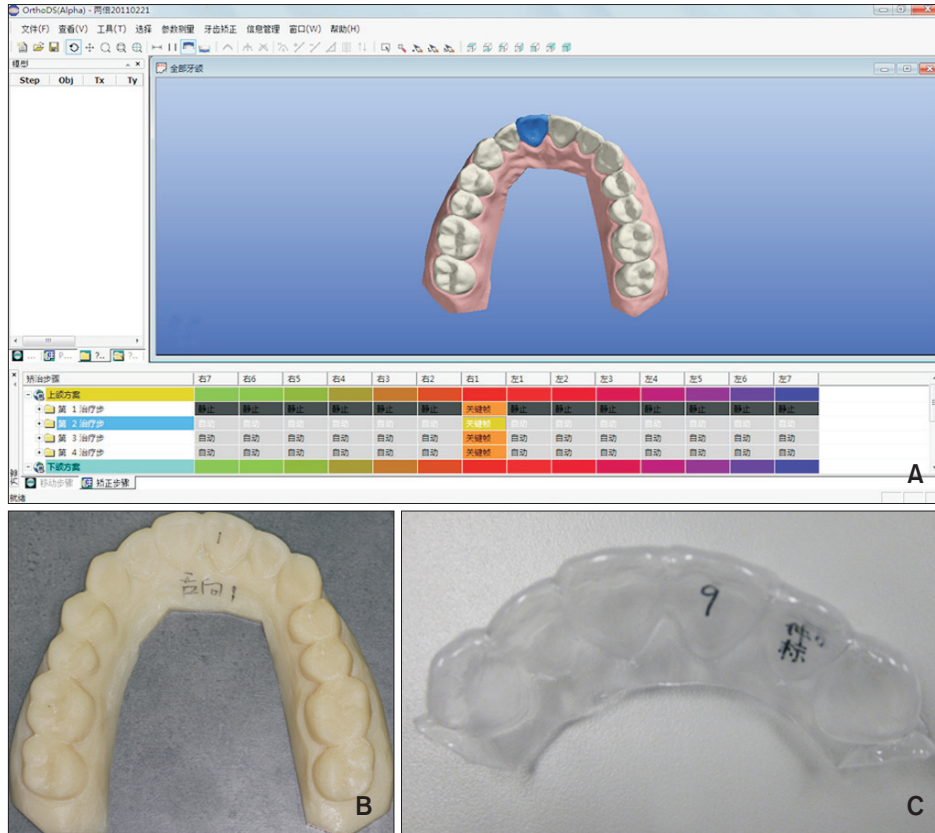 OrthoDS(Alpha) - 两倍20110221
文件(F) 查看(V) 工具(T) 选择 参数测量 牙齿矫正 信息管理 窗口(W) 帮助(H)
模型
Step Obj Tx Ty
全部牙颌
... P... ?.. ?..
矫治步骤 右7 右6 右5 右4 右3 右2 右1 左1 左2 左3 左4 左5 左6 左7
上颌方案
第 1 治疗步 静止 静止 静止 静止 静止 静止 关键帧 静止 静止 静止 静止 静止 静止 静止
第 2 治疗步 自动 自动 自动 自动 自动 自动 关键帧 自动 自动 自动 自动 自动 自动 自动
第 3 治疗步 自动 自动 自动 自动 自动 自动 关键帧 自动 自动 自动 自动 自动 自动 自动
第 4 治疗步 自动 自动 自动 自动 自动 自动 关键帧 自动 自动 自动 自动 自动 自动 自动
下颌方案
移动步骤 矫正步骤
就绪
A
1
舌向1
B
9
C